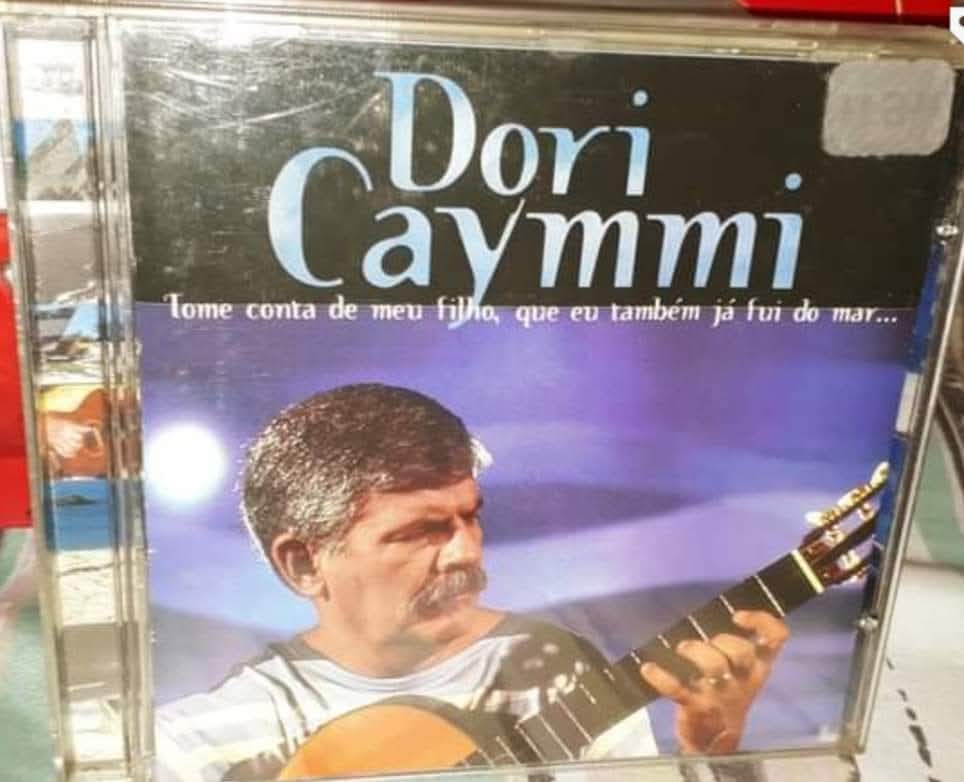 Dori
Caymmi
Tome conta de meu filho, que eu também já fui do mar...